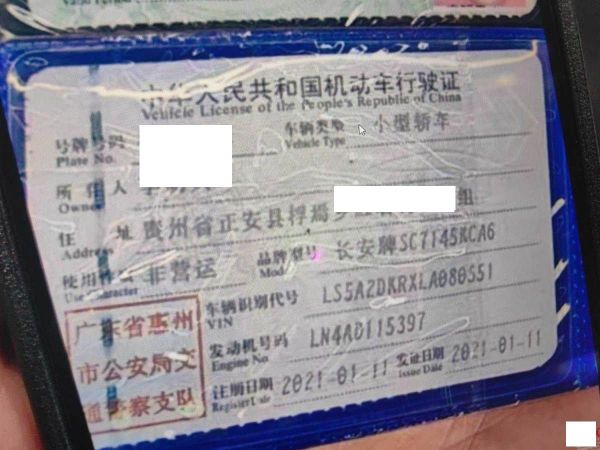 中华人民共和国机动车行驶证
Vehicle License of the People's Republic of China
号牌号码
Plate No.
车辆类型 小型轿车
Vehicle Type
所有人
Owner
住 址 贵州省正安县桴焉 组
Address
使用性质 非营运
Use Character
品牌型号 长安牌SC7145KCA6
Model
车辆识别代号 LS5A2DKRXLA080551
VIN
发动机号码 LN4A0115397
Engine No.
注册日期 2021-01-11
Register Date
发证日期 2021-01-11
Issue Date
广东省惠州
市公安局交
通警察支队